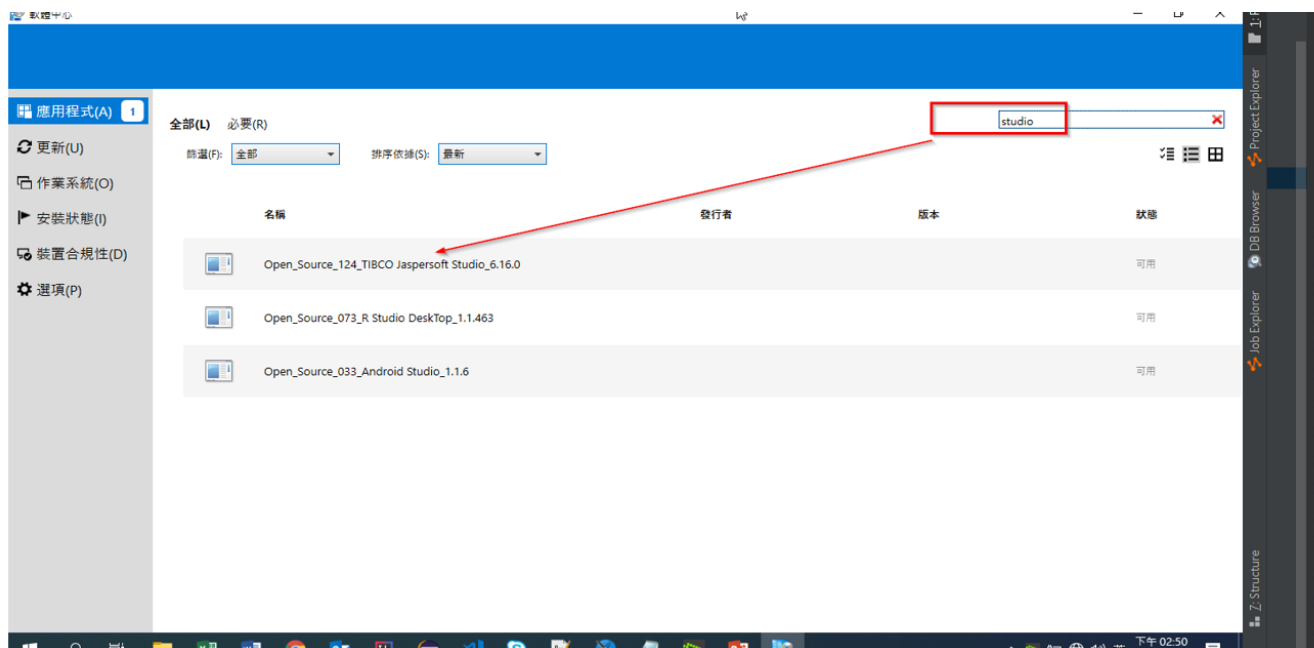 軟體中心
應用程式(A) 1
更新(U)
作業系統(O)
安裝狀態(I)
裝置合規性(D)
選項(P)
全部(L) 必要(R)
studio
篩選(F): 全部 排序依據(S): 最新
名稱 發行者 版本 狀態
Open_Source_124_TIBCO Jaspersoft Studio_6.16.0 可用
Open_Source_073_R Studio DeskTop_1.1.463 可用
Open_Source_033_Android Studio_1.1.6 可用
Project Explorer
DB Browser
Job Explorer
Z: Structure
下午 02:50